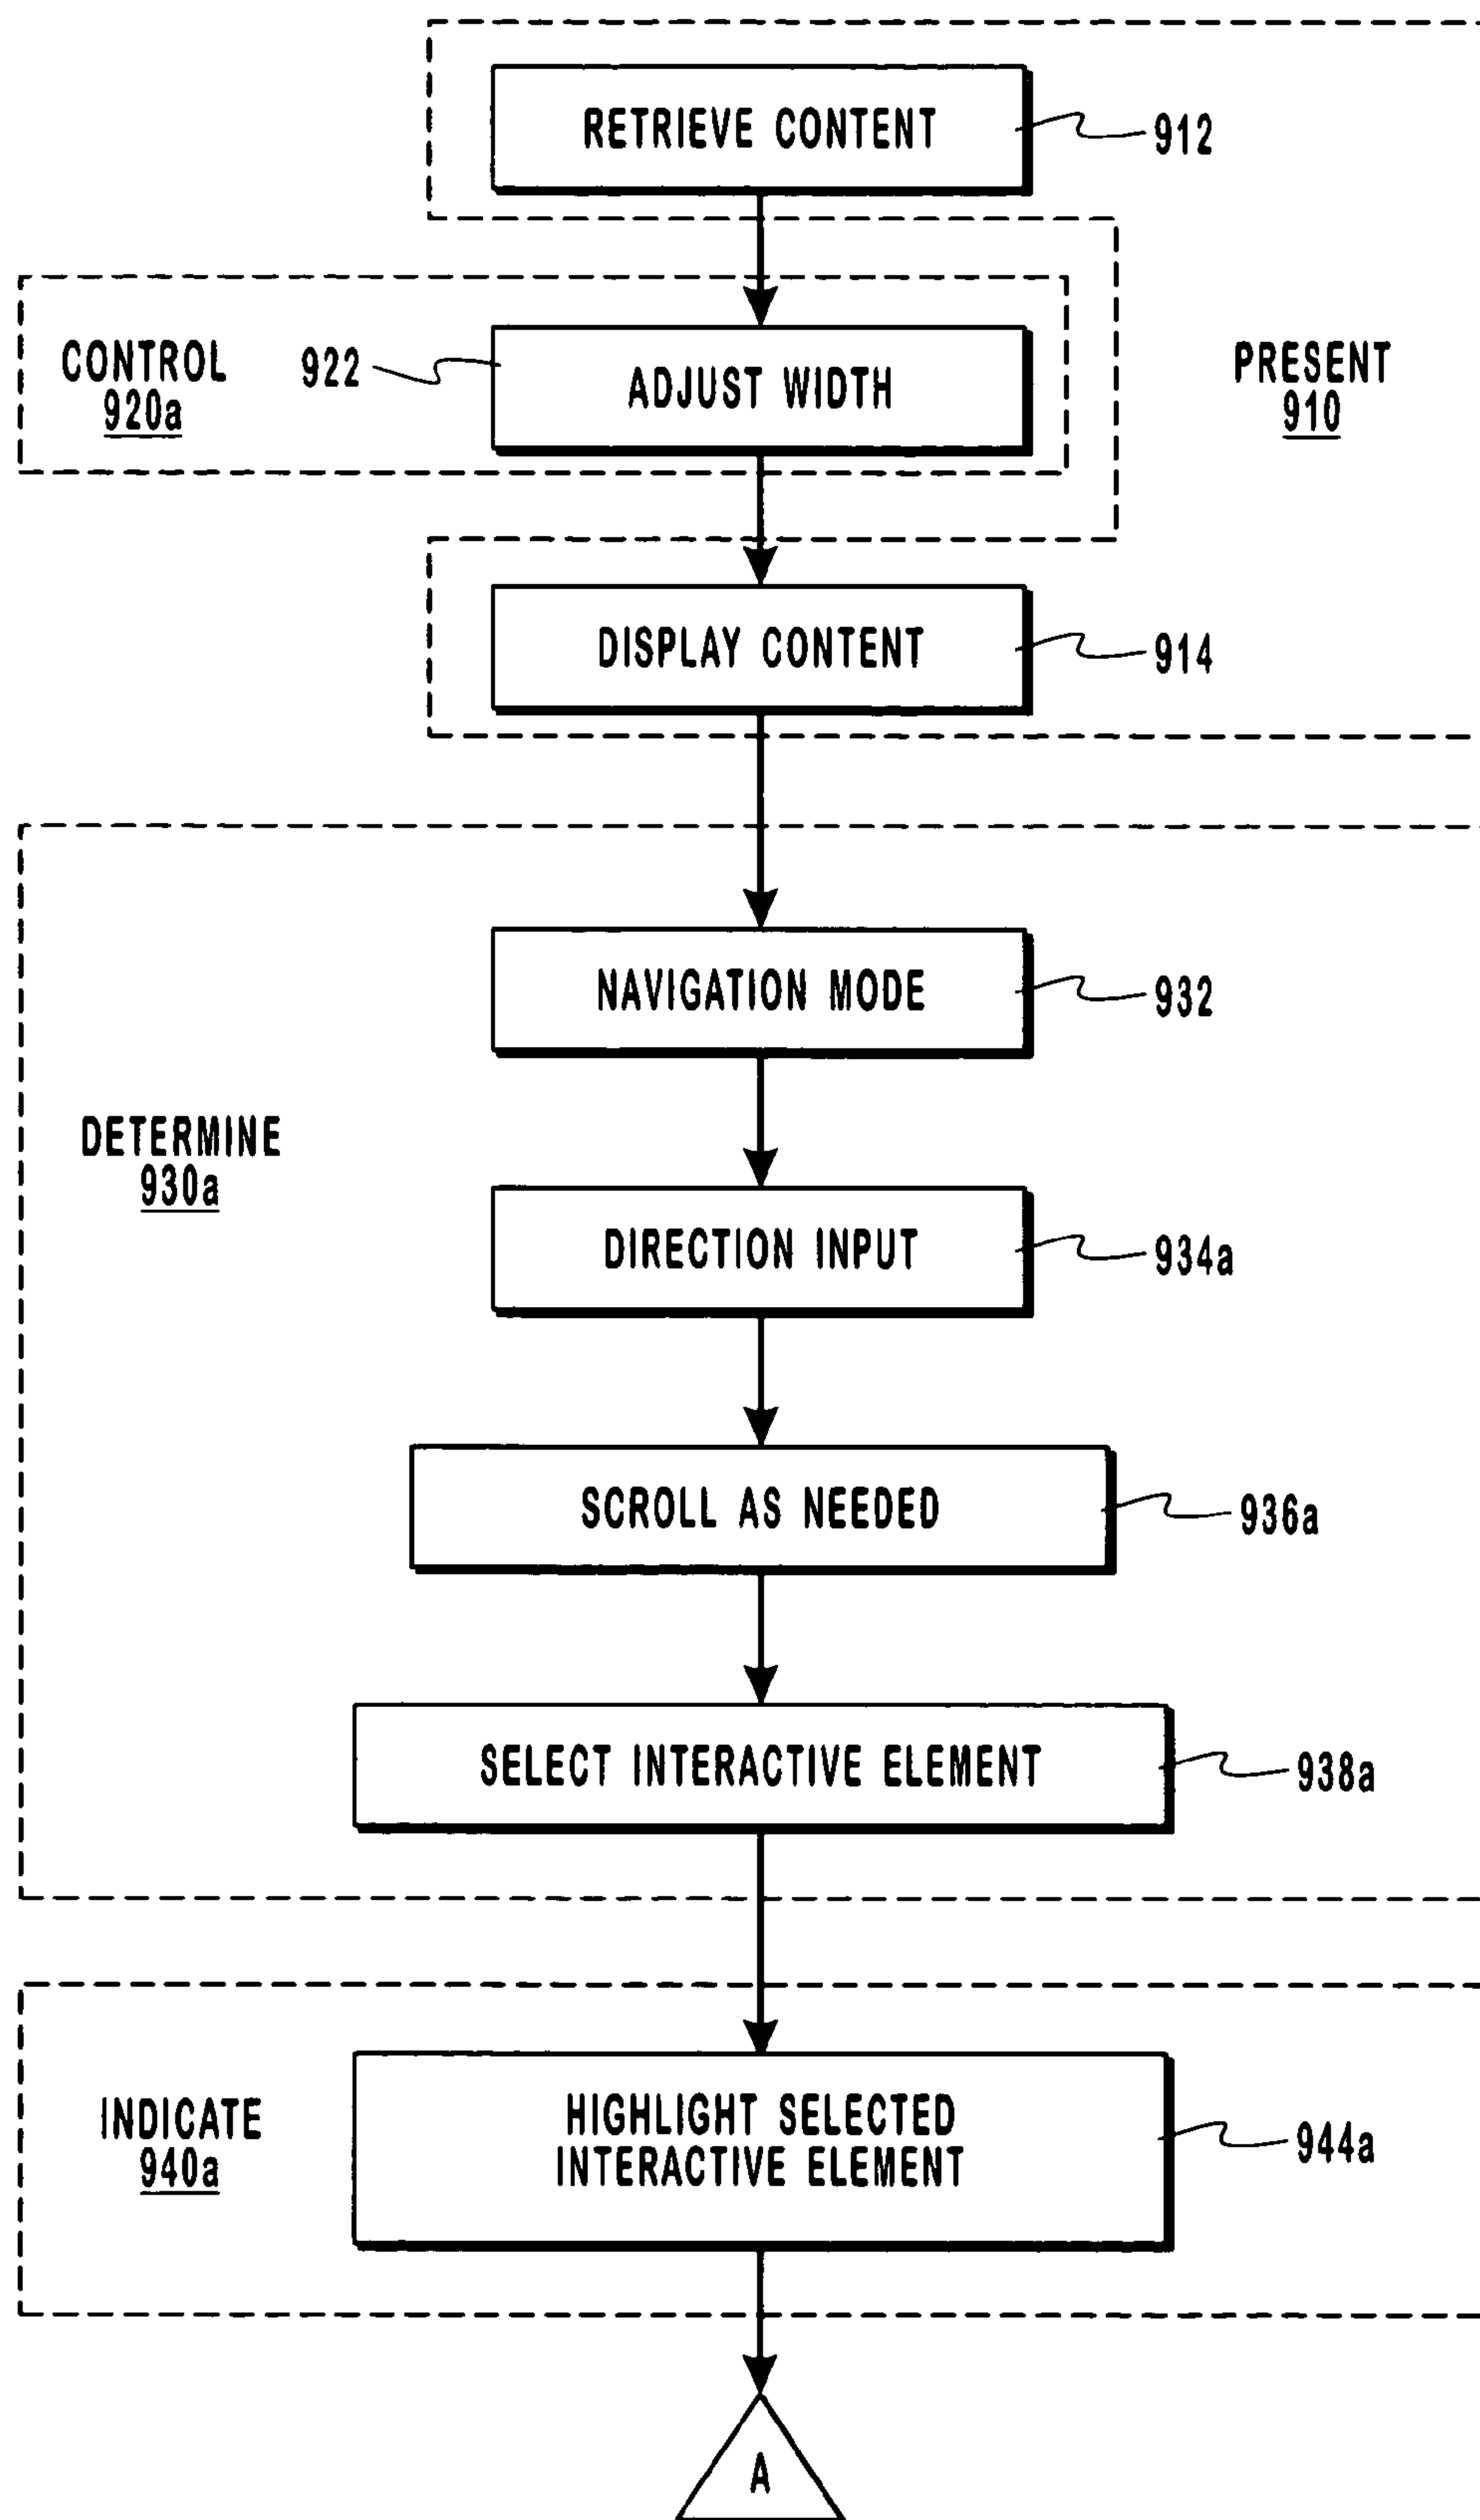 RETRIEVE CONTENT
912
CONTROL
920a
922
ADJUST WIDTH
PRESENT
910
DISPLAY CONTENT
914
NAVIGATION MODE
932
DETERMINE
930a
DIRECTION INPUT
934a
SCROLL AS NEEDED
936a
SELECT INTERACTIVE ELEMENT
938a
INDICATE
940a
HIGHLIGHT SELECTED
INTERACTIVE ELEMENT
944a
A